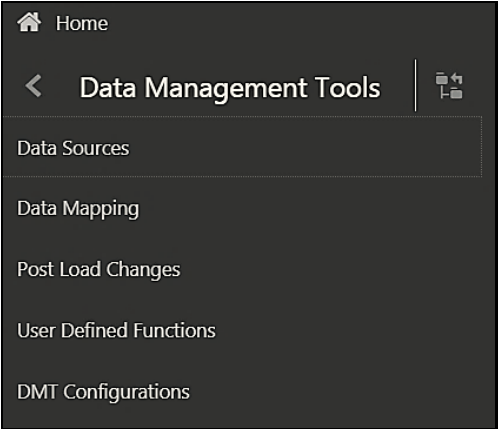 Home
Data Management Tools
Data Sources
Data Mapping
Post Load Changes
User Defined Functions
DMT Configurations